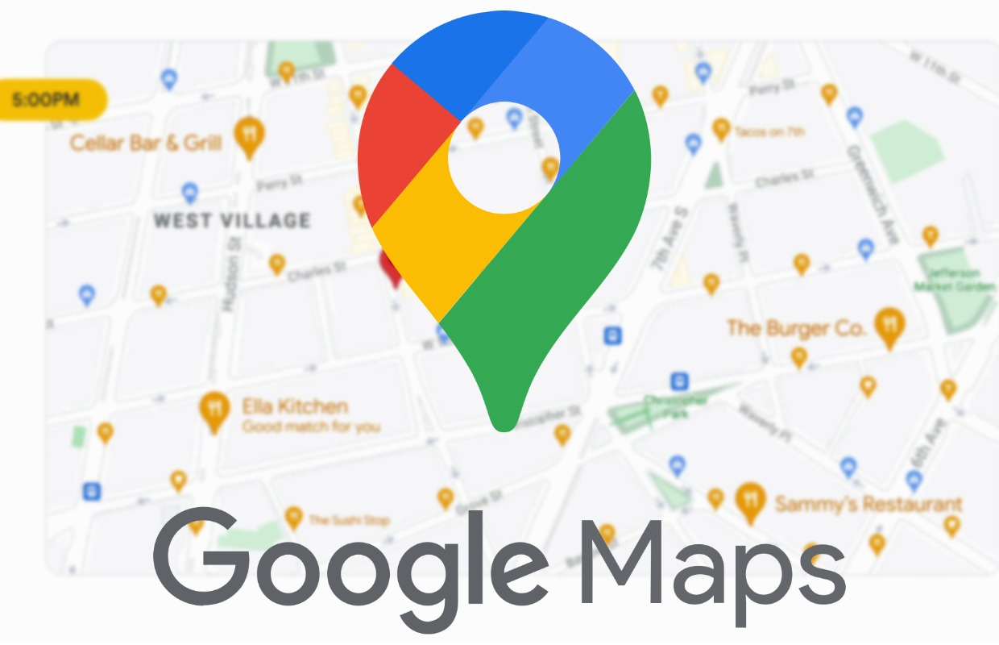 W 11th St
W 11th St
5:00PM
Perry St
Cellar Bar & Grill
Tacos on 7th
Perry St
Charles St
WEST VILLAGE
Greenwich Ave
Waverly Pl
7th Ave S
Hudson St
Charles St
Jefferson
Market Garden
The Burger Co.
Ella Kitchen
Good match for you
Christopher
Park
Waverly Pl
6th Ave
Grove St
Sammy's Restaurant
The Sushi Stop
Google Maps